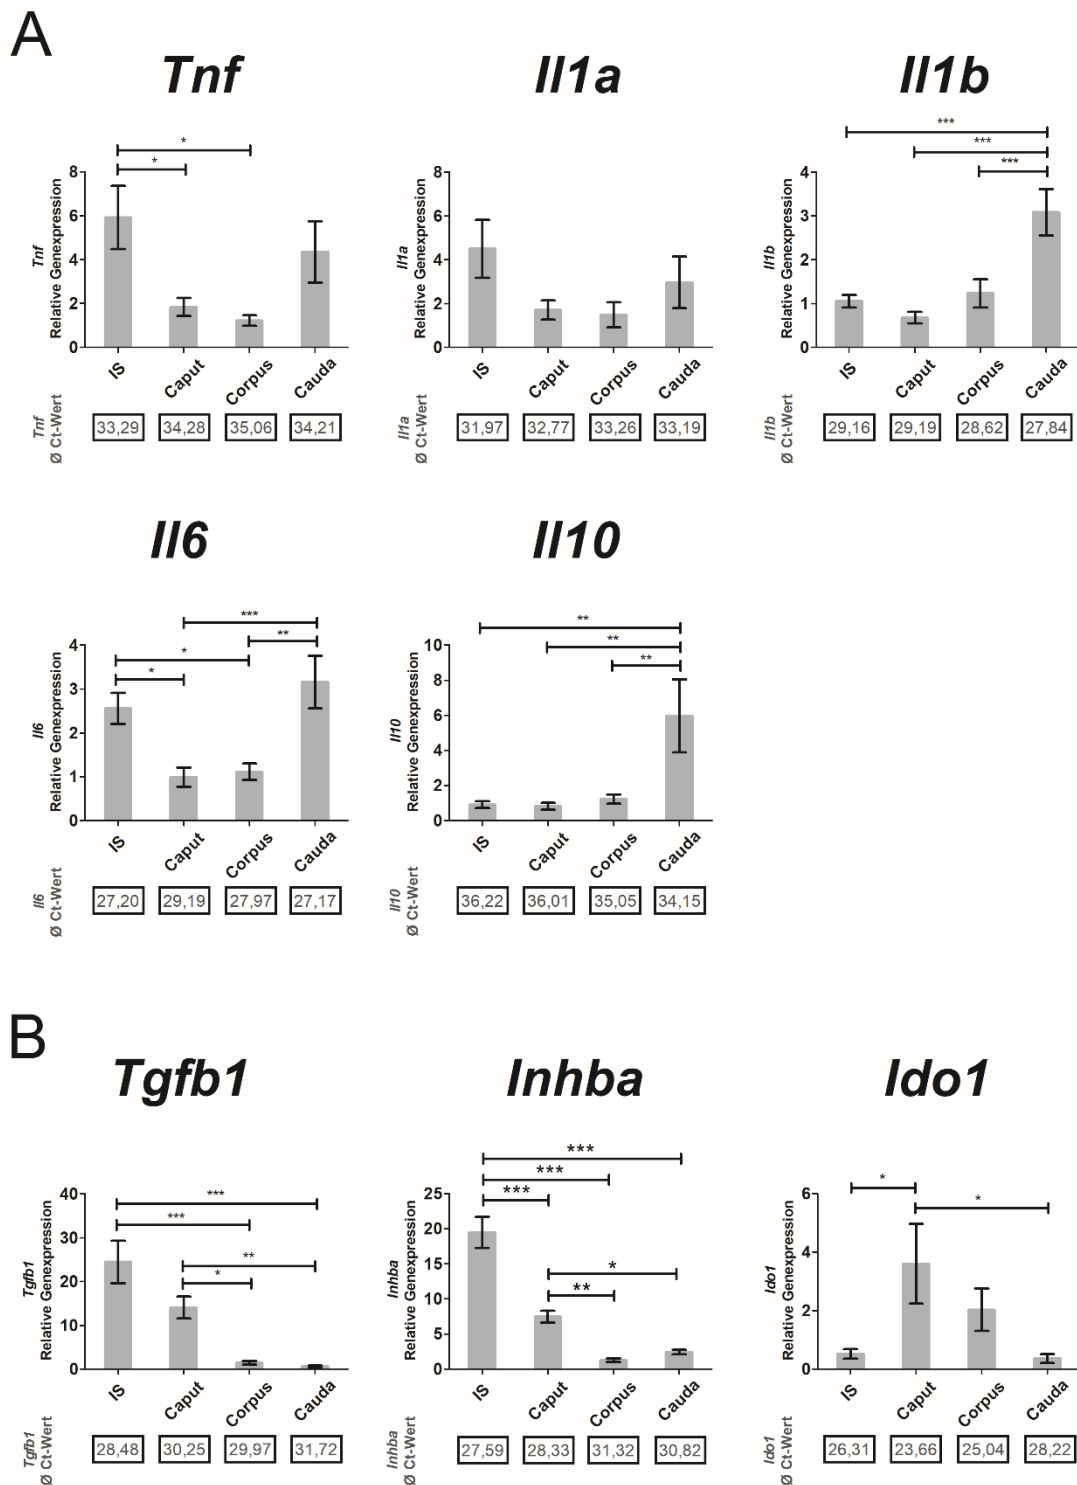 A
Tnf
Il1a
Il1b
* * 
Tnf
Relative Genexpression
8
6
4
2
0
IS Caput Corpus Cauda
Tnf
Ø Ct-Wert
33,29 34,28 35,06 34,21
Il1a
Relative Genexpression
8
6
4
2
0
IS Caput Corpus Cauda
Il1a
Ø Ct-Wert
31,97 32,77 33,26 33,19
***
***
***
Il1b
Relative Genexpression
4
3
2
1
0
IS Caput Corpus Cauda
Il1b
Ø Ct-Wert
29,16 29,19 28,62 27,84
Il6
Il10
***
**
*
*
Il6
Relative Genexpression
4
3
2
1
0
IS Caput Corpus Cauda
Il6
Ø Ct-Wert
27,20 29,19 27,97 27,17
**
**
**
Il10
Relative Genexpression
10
8
6
4
2
0
IS Caput Corpus Cauda
Il10
Ø Ct-Wert
36,22 36,01 35,05 34,15
B
Tgfb1
Inhba
Ido1
***
***
**
*
Tgfb1
Relative Genexpression
40
30
20
10
0
IS Caput Corpus Cauda
Tgfb1
Ø Ct-Wert
28,48 30,25 29,97 31,72
***
***
***
*
**
Inhba
Relative Genexpression
25
20
15
10
5
0
IS Caput Corpus Cauda
Inhba
Ø Ct-Wert
27,59 28,33 31,32 30,82
*
*
Ido1
Relative Genexpression
6
4
2
0
IS Caput Corpus Cauda
Ido1
Ø Ct-Wert
26,31 23,66 25,04 28,22